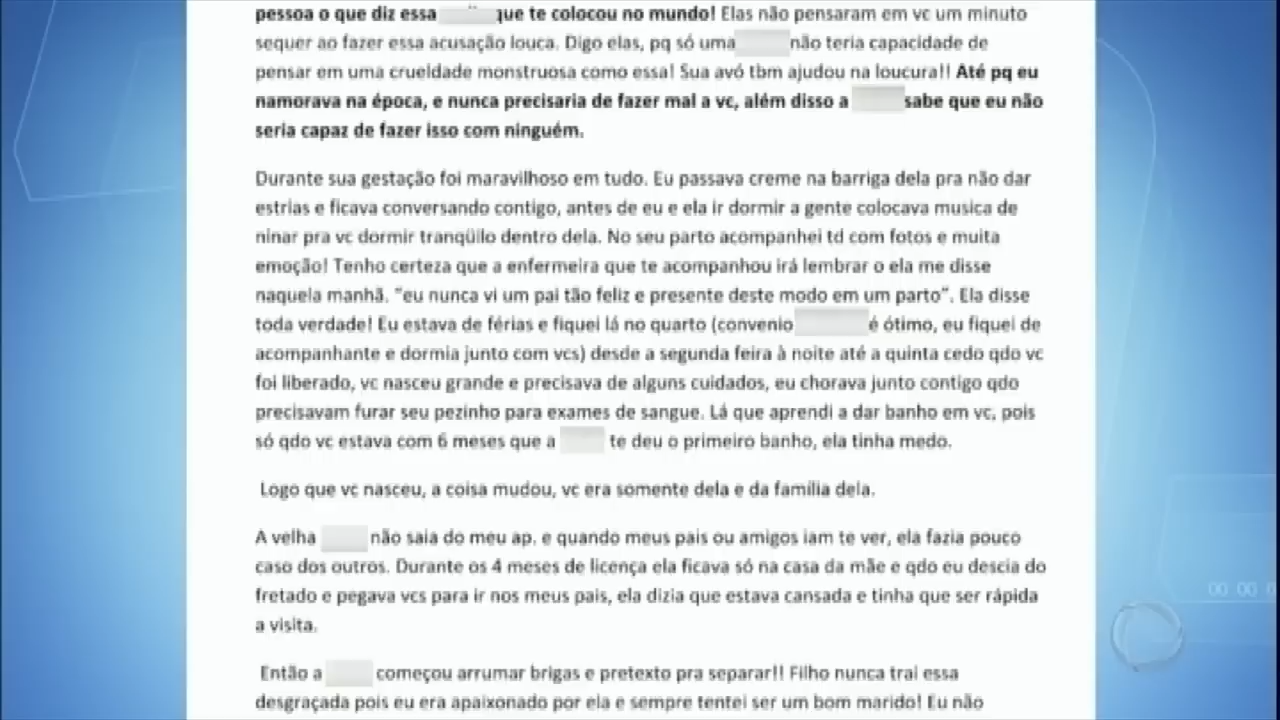 pessoa o que diz essa que te colocou no mundo! Elas não pensaram em vc um minuto
sequer ao fazer essa acusação louca. Digo elas, pq só uma não teria capacidade de
pensar em uma crueldade monstruosa como essa! Sua avó tbm ajudou na loucura!! Até pq eu
namorava na época, e nunca precisaria de fazer mal a vc, além disso a sabe que eu não
seria capaz de fazer isso com ninguém.
Durante sua gestação foi maravilhoso em tudo. Eu passava creme na barriga dela pra não dar
estrias e ficava conversando contigo, antes de eu e ela ir dormir a gente colocava musica de
ninar pra vc dormir tranqüilo dentro dela. No seu parto acompanhei td com fotos e muita
emoção! Tenho certeza que a enfermeira que te acompanhou irá lembrar o ela me disse
naquela manhã. "eu nunca vi um pai tão feliz e presente deste modo em um parto". Ela disse
toda verdade! Eu estava de férias e fiquei lá no quarto (convenio é ótimo, eu fiquei de
acompanhante e dormia junto com vcs) desde a segunda feira à noite até a quinta cedo qdo vc
foi liberado, vc nasceu grande e precisava de alguns cuidados, eu chorava junto contigo qdo
precisavam furar seu pezinho para exames de sangue. Lá que aprendi a dar banho em vc, pois
só qdo vc estava com 6 meses que a te deu o primeiro banho, ela tinha medo.
Logo que vc nasceu, a coisa mudou, vc era somente dela e da família dela.
A velha não saia do meu ap. e quando meus pais ou amigos iam te ver, ela fazia pouco
caso dos outros. Durante os 4 meses de licença ela ficava só na casa da mãe e qdo eu descia do
fretado e pegava vcs para ir nos meus pais, ela dizia que estava cansada e tinha que ser rápida
a visita.
Então a começou arrumar brigas e pretexto pra separar!! Filho nunca trai essa
desgraçada pois eu era apaixonado por ela e sempre tentei ser um bom marido! Eu não